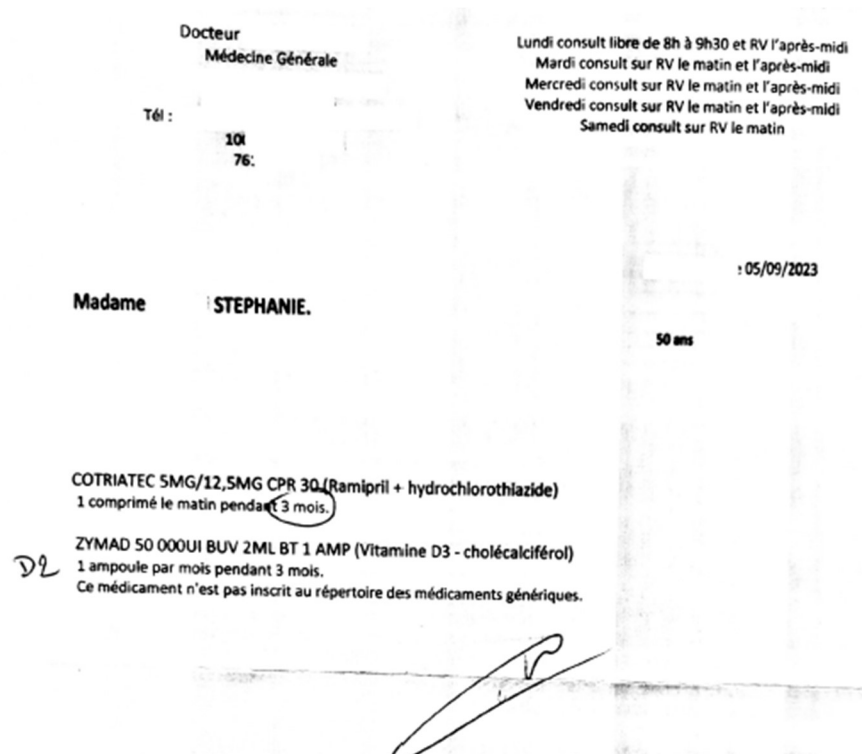 Docteur
Médecine Générale
Tél :
76
Lundi consult libre de 8h à 9h30 et RV l'après-midi
Mardi consult sur RV le matin et l'après-midi
Mercredi consult sur RV le matin et l'après-midi
Vendredi consult sur RV le matin et l'après-midi
Samedi consult sur RV le matin
: 05/09/2023
Madame STEPHANIE.
50 ans
COTRIATEC 5MG/12,5MG CPR 30 (Ramipril + hydrochlorothiazide)
1 comprimé le matin pendant 3 mois.
ZYMAD 50 000UI BUV 2ML BT 1 AMP (Vitamine D3 - cholécalciférol)
D2 1 ampoule par mois pendant 3 mois.
Ce médicament n'est pas inscrit au répertoire des médicaments génériques.